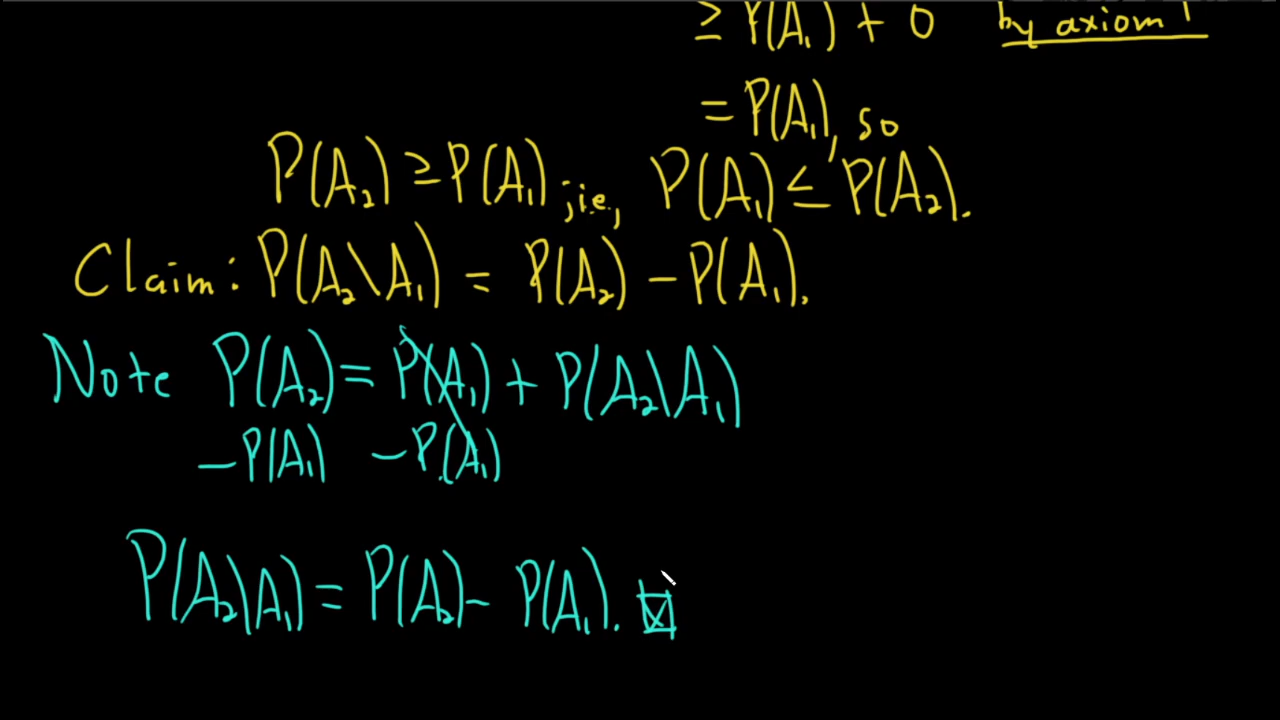 ≥ P(A₁) + 0 by axiom 1
= P(A₁), so
P(A₂) ≥ P(A₁); i.e., P(A₁) ≤ P(A₂).
Claim: P(A₂\A₁) = P(A₂) - P(A₁).
Note P(A₂) = P(A₁) + P(A₂\A₁)
-P(A₁) -P(A₁)
P(A₂\A₁) = P(A₂) - P(A₁).